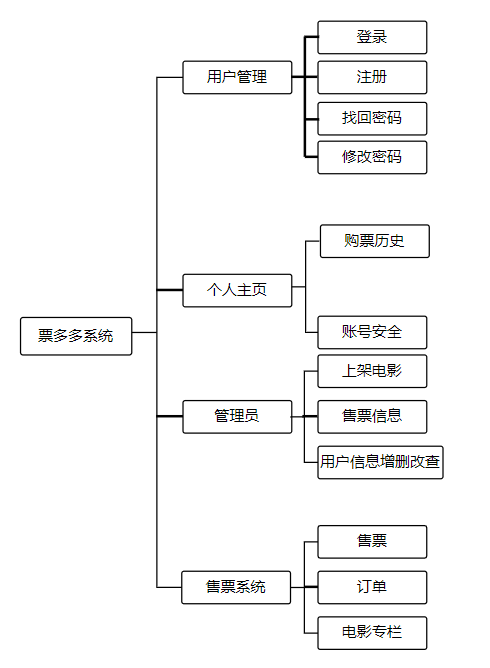 票多多系统
用户管理
登录
注册
找回密码
修改密码
个人主页
购票历史
账号安全
管理员
上架电影
售票信息
用户信息增删改查
售票系统
售票
订单
电影专栏